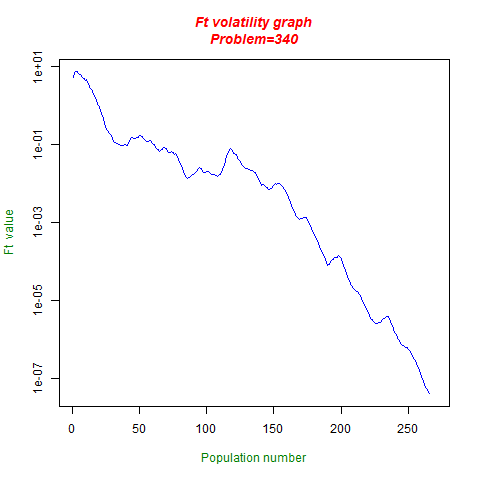 Ft volatility graph
Problem=340
1e+01
1e-01
1e-03
1e-05
1e-07
Ft value
0 50 100 150 200 250
Population number